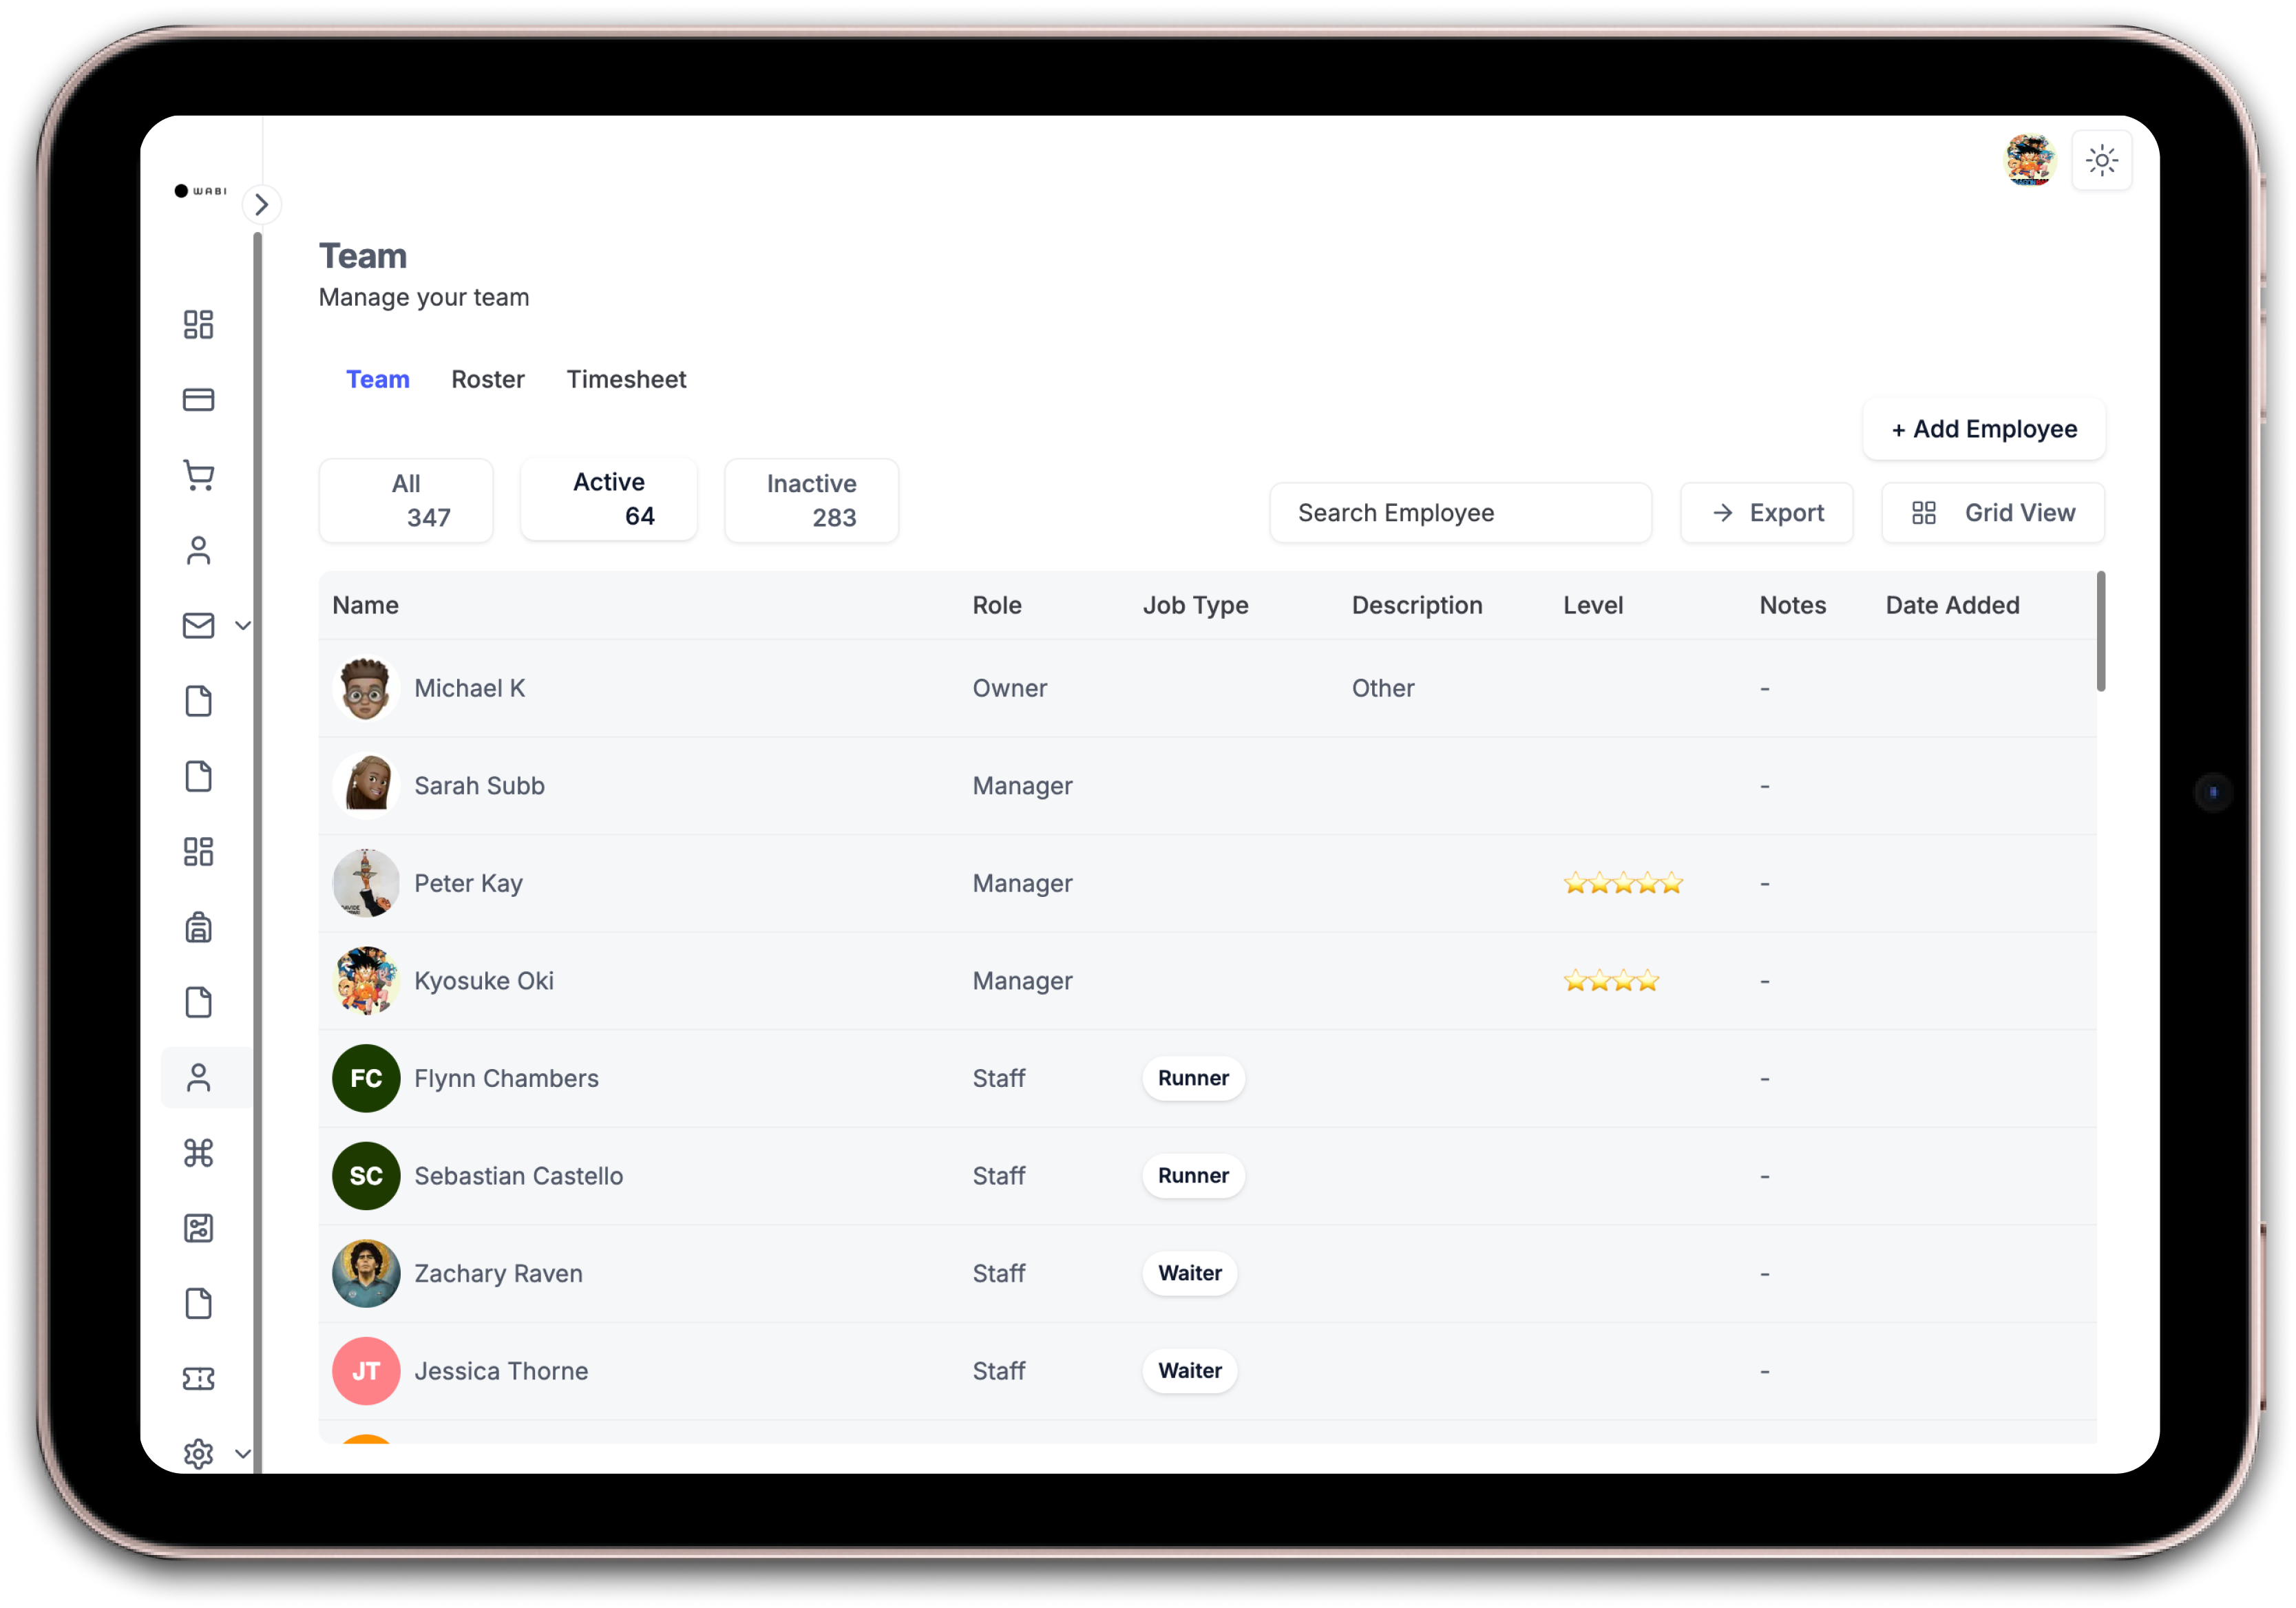 WABI
Team
Manage your team
Team Roster Timesheet
+ Add Employee
All
347
Active
64
Inactive
283
Search Employee
Export
Grid View
Name Role Job Type Description Level Notes Date Added
Michael K Owner Other -
Sarah Subb Manager -
Peter Kay Manager ⭐⭐⭐⭐⭐ -
Kyosuke Oki Manager ⭐⭐⭐⭐ -
FC Flynn Chambers Staff Runner -
SC Sebastian Castello Staff Runner -
Zachary Raven Staff Waiter -
JT Jessica Thorne Staff Waiter -